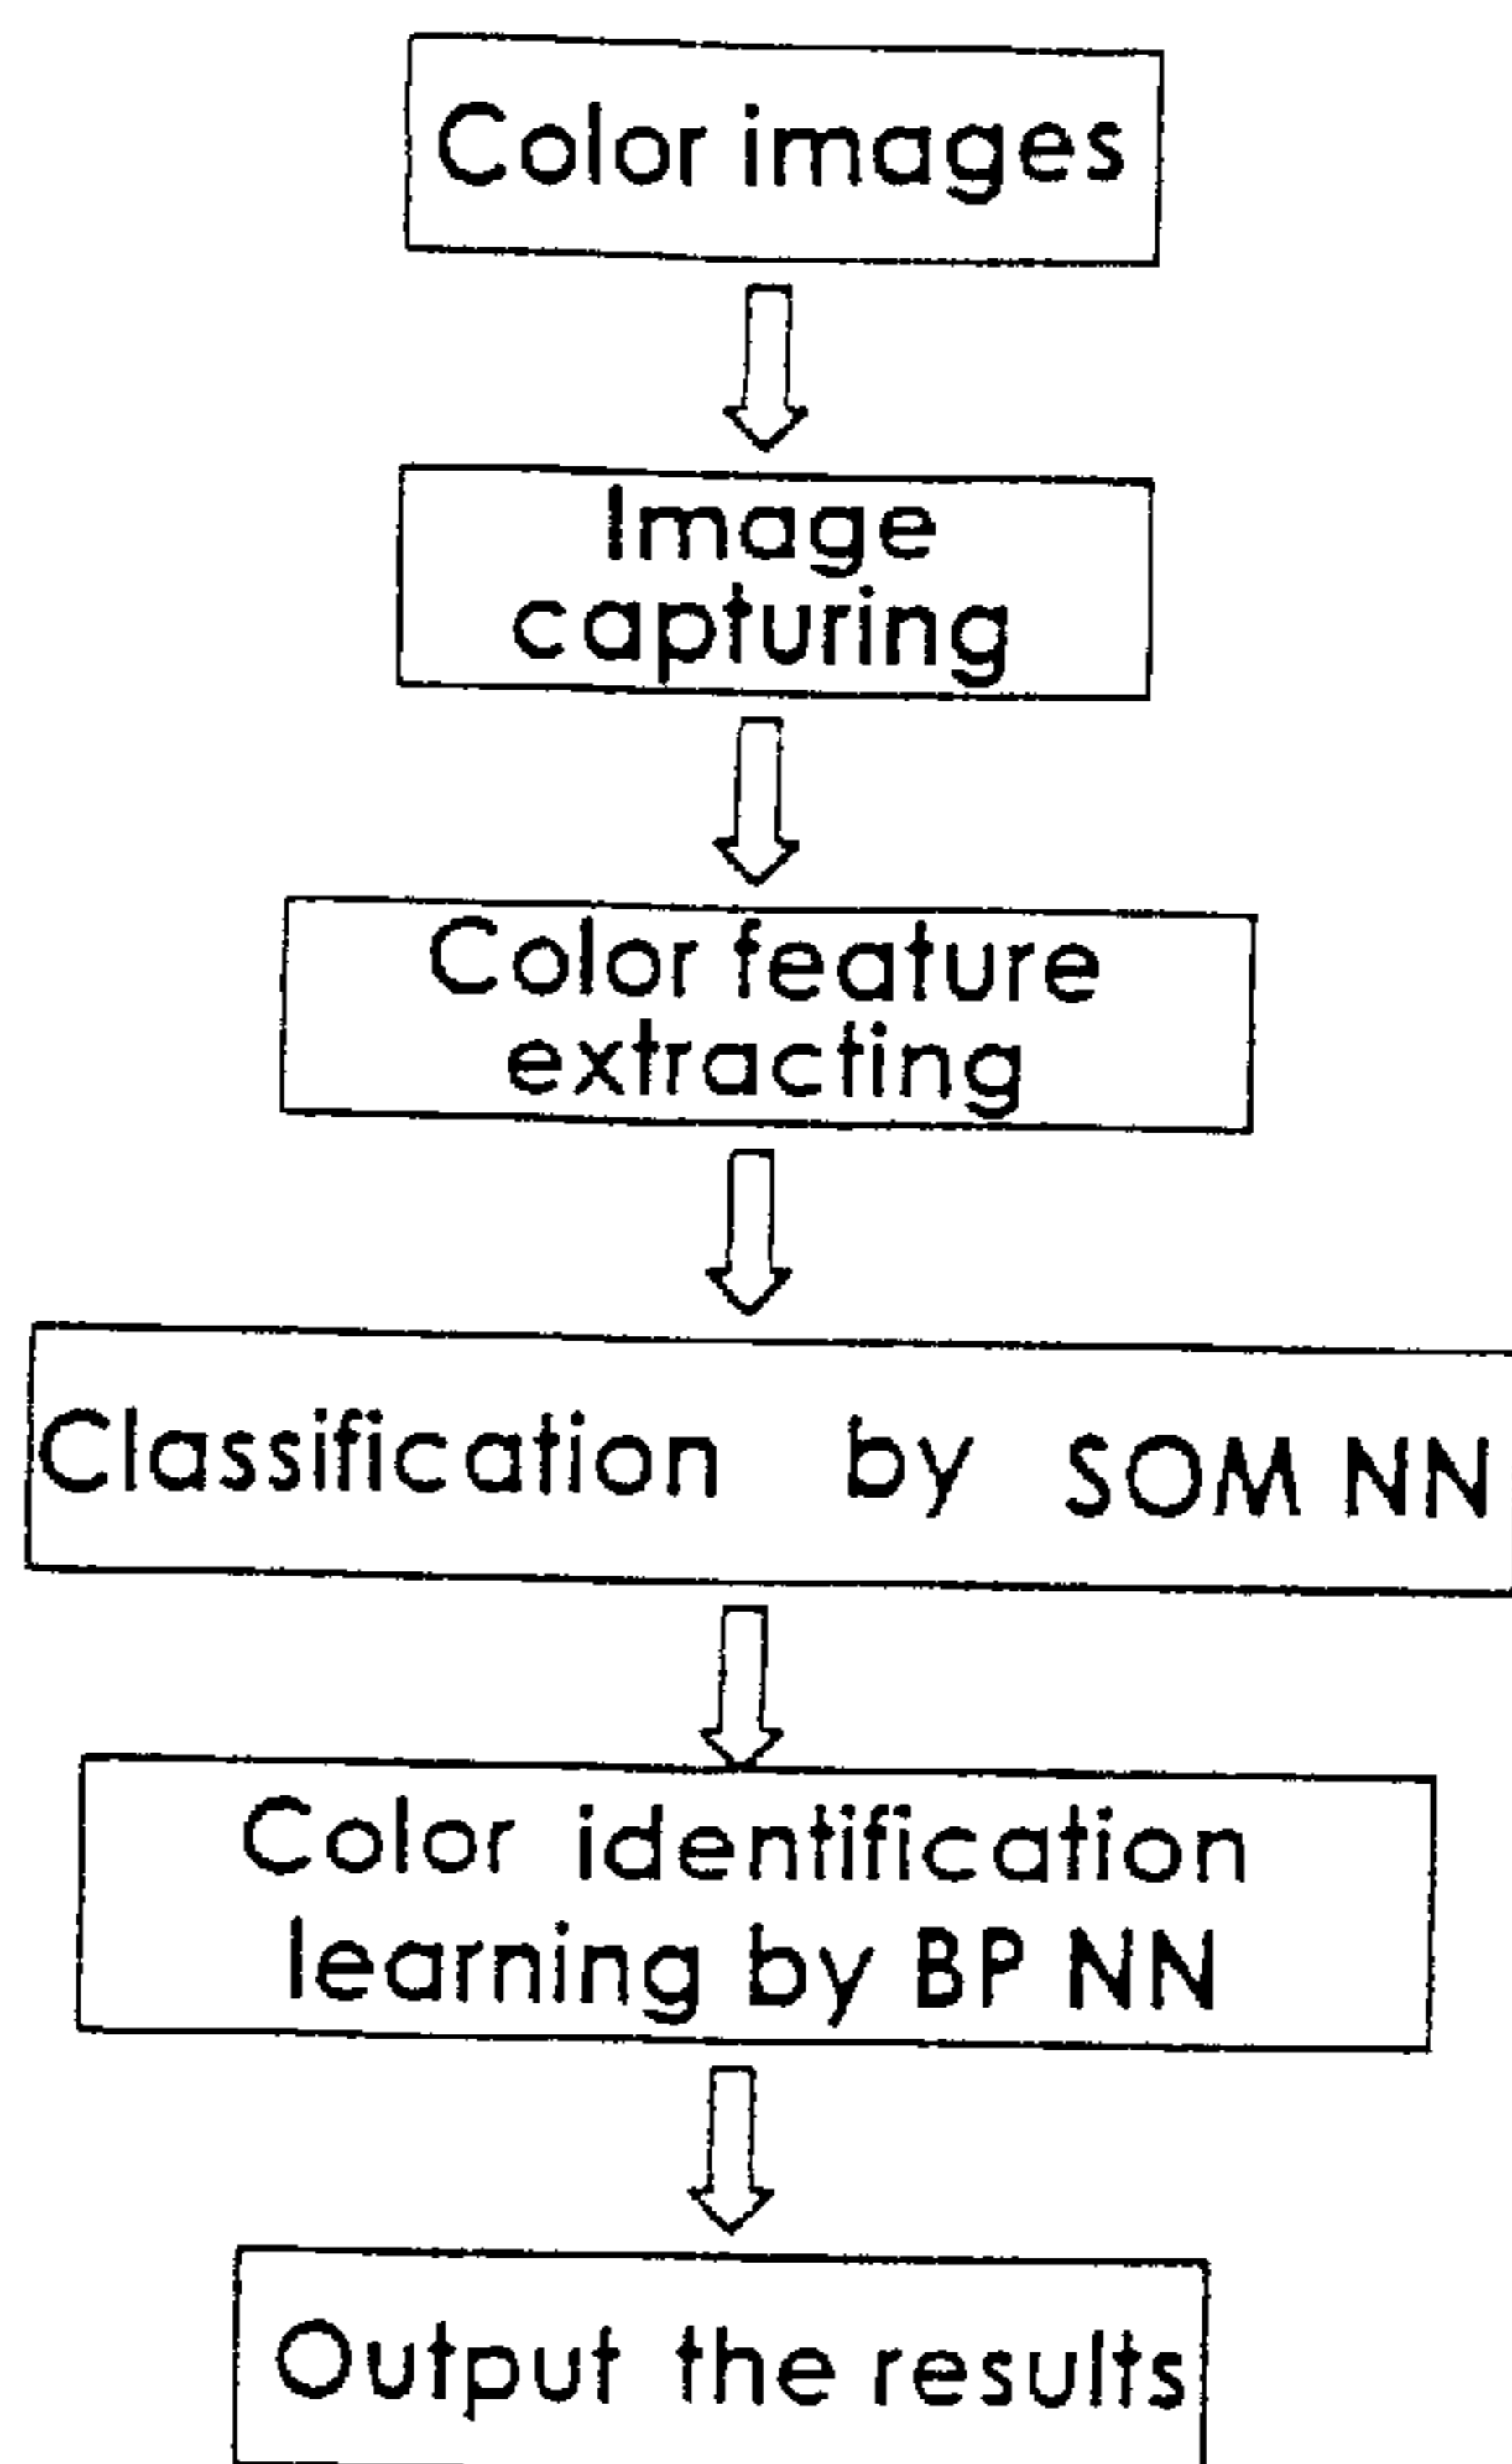 Color images
Image
capturing
Color feature
extracting
Classification by SOM NN
Color identification
learning by BP NN
Output the results